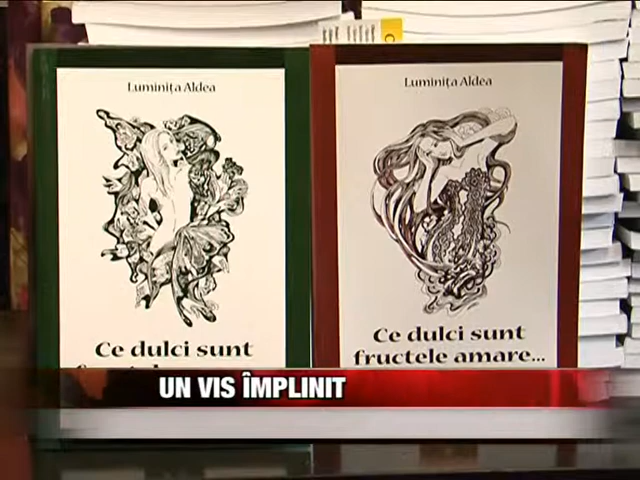 Luminița Aldea
Ce dulci sunt
Luminița Aldea
Ce dulci sunt
fructele amare...
UN VIS ÎMPLINIT